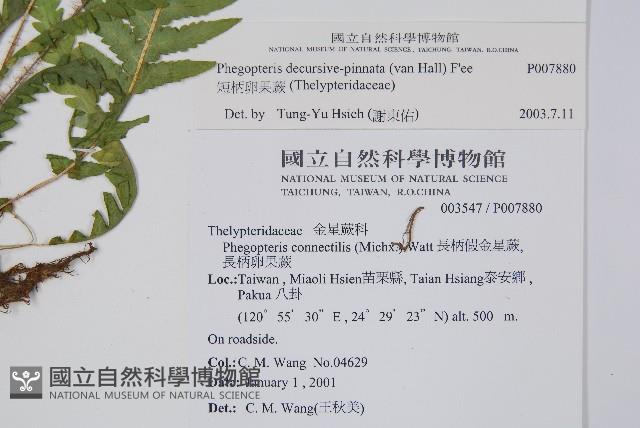 國立自然科學博物館
NATIONAL MUSEUM OF NATURAL SCIENCE, TAICHUNG, TAIWAN, R.O.CHINA
Phegopteris decursive-pinnata (van Hall) F'ee P007880
短柄卵果蕨 (Thelypteridaceae)
Det. by Tung-Yu Hsieh (謝東佑) 2003.7.11
國立自然科學博物館
NATIONAL MUSEUM OF NATURAL SCIENCE
TAICHUNG, TAIWAN, R.O.CHINA
003547 / P007880
Thelypteridaceae 金星蕨科
Phegopteris connectilis (Michx.) Watt 長柄假金星蕨,
長柄卵果蕨
Loc.:Taiwan , Miaoli Hsien苗栗縣, Taian Hsiang泰安鄉 ,
Pakua 八卦
(120° 55′ 30″ E , 24° 29′ 23″ N) alt. 500 m.
On roadside.
Col.: C. M. Wang No.04629
Date: January 1 , 2001
Det.: C. M. Wang(王秋美)
國立自然科學博物館
NATIONAL MUSEUM OF NATURAL SCIENCE